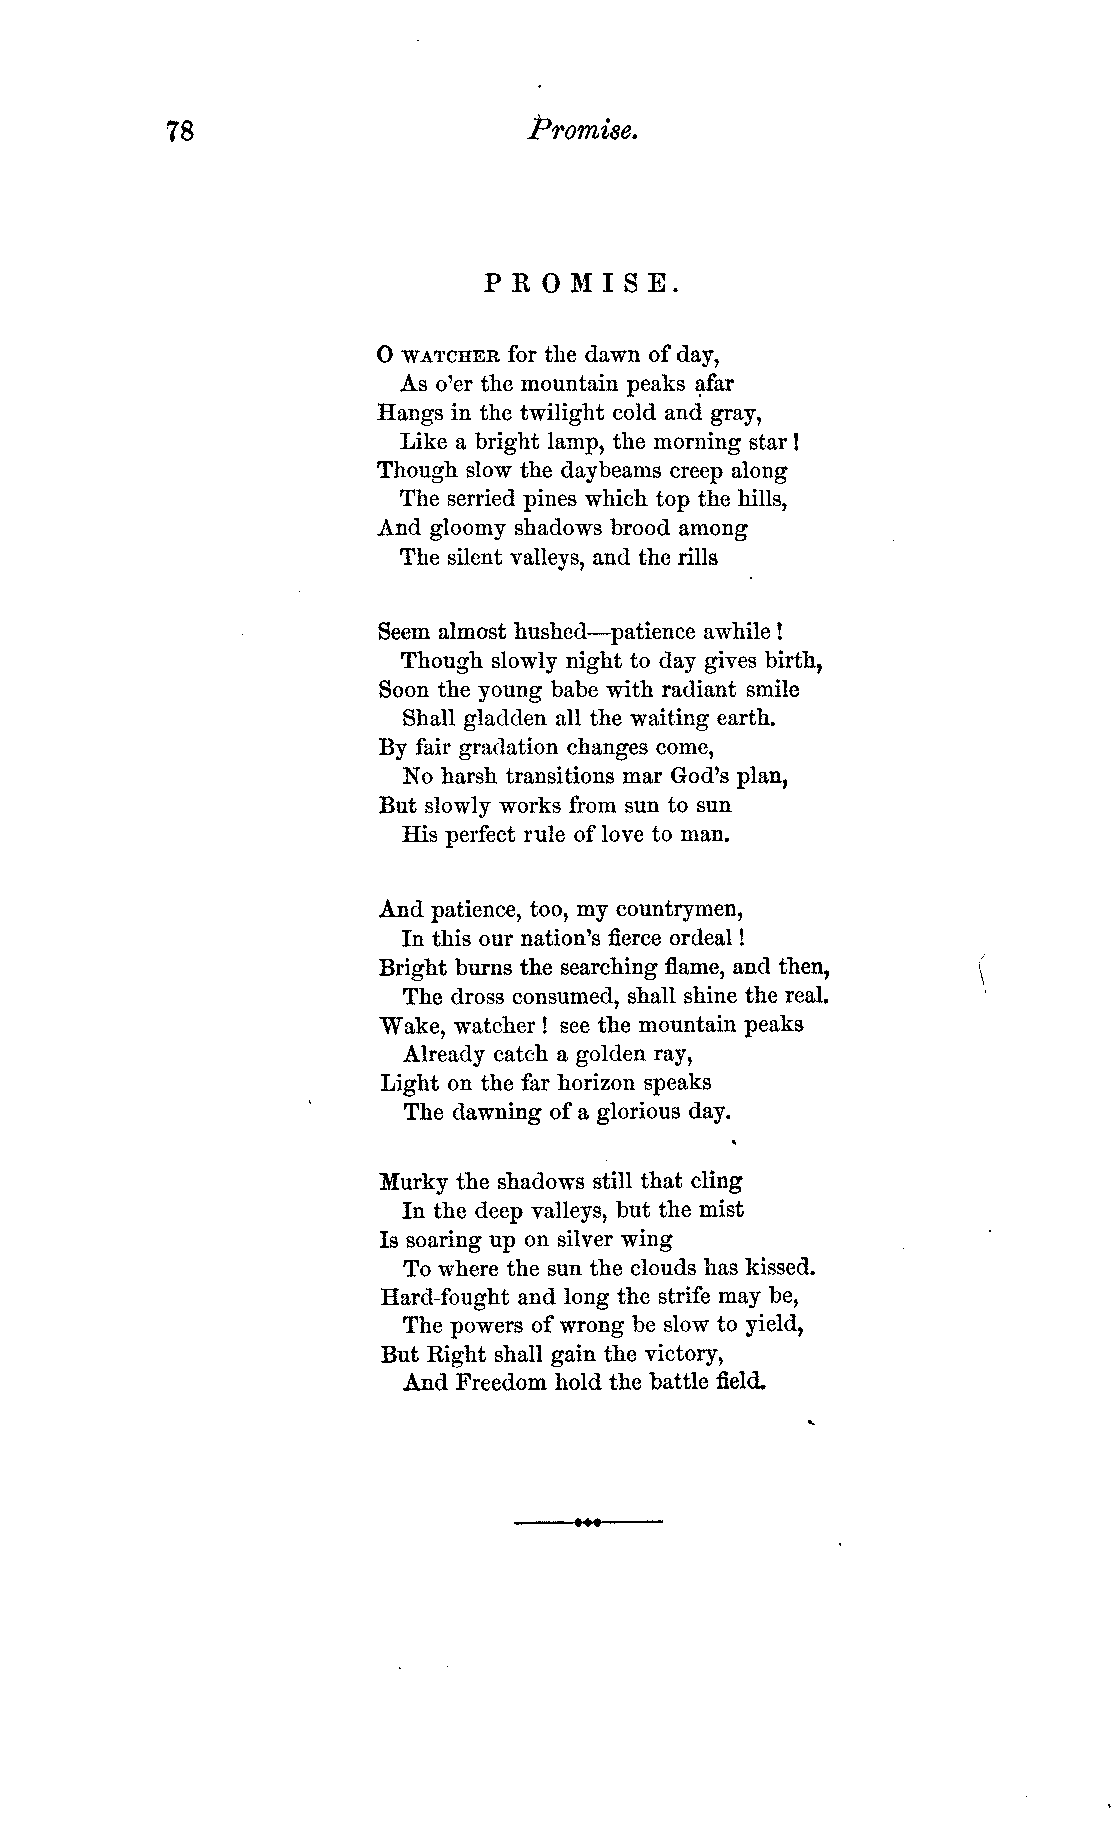 78 Promise.
PROMISE.
O WATCHER for the dawn of day,
As o'er the mountain peaks afar
Hangs in the twilight cold and gray,
Like a bright lamp, the morning star!
Though slow the daybeams creep along
The serried pines which top the hills,
And gloomy shadows brood among
The silent valleys, and the rills
Seem almost hushed—patience awhile!
Though slowly night to day gives birth,
Soon the young babe with radiant smile
Shall gladden all the waiting earth.
By fair gradation changes come,
No harsh transitions mar God's plan,
But slowly works from sun to sun
His perfect rule of love to man.
And patience, too, my countrymen,
In this our nation's fierce ordeal!
Bright burns the searching flame, and then,
The dross consumed, shall shine the real.
Wake, watcher! see the mountain peaks
Already catch a golden ray,
Light on the far horizon speaks
The dawning of a glorious day.
Murky the shadows still that cling
In the deep valleys, but the mist
Is soaring up on silver wing
To where the sun the clouds has kissed.
Hard-fought and long the strife may be,
The powers of wrong be slow to yield,
But Right shall gain the victory,
And Freedom hold the battle field.